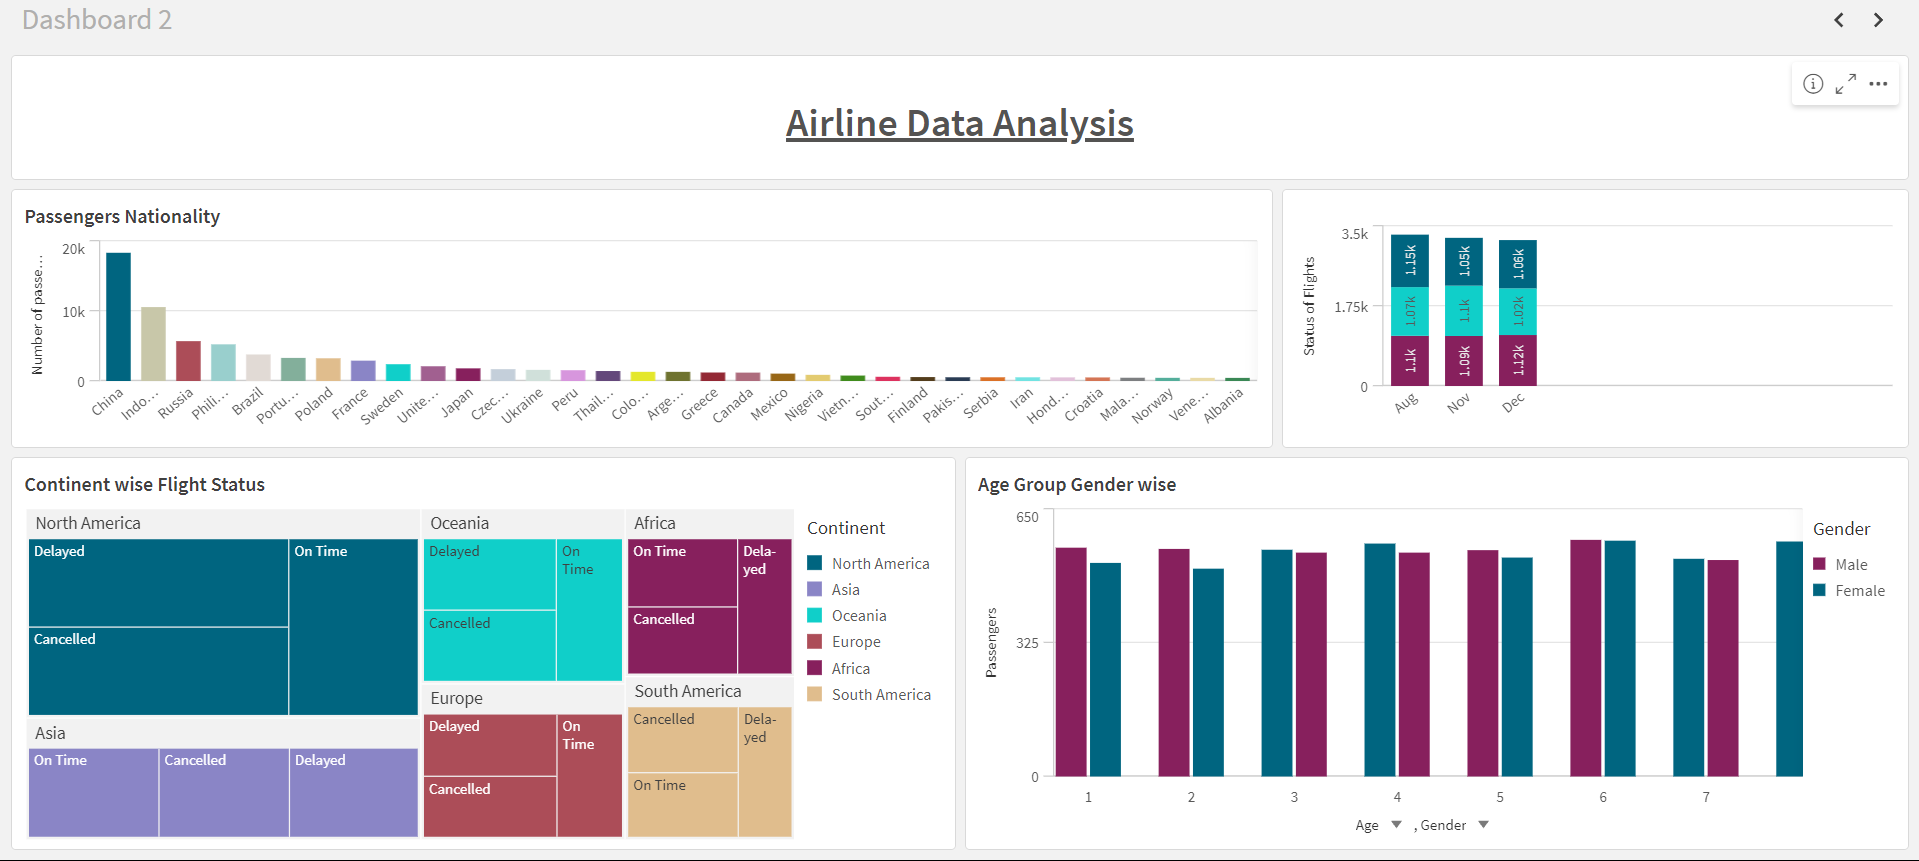 Dashboard 2
Airline Data Analysis
Passengers Nationality
Number of passe...
20k
10k
0
China
Indo...
Russia
Phili...
Brazil
Portu...
Poland
France
Sweden
Unite...
Japan
Czec...
Ukraine
Peru
Thail...
Colo...
Arge...
Greece
Canada
Mexico
Nigeria
Vietn...
Sout...
Finland
Pakis...
Serbia
Iran
Hond...
Croatia
Mala...
Norway
Vene...
Albania
Status of Flights
3.5k
1.75k
0
1.15k
1.07k
1.1k
1.05k
1.1k
1.09k
1.06k
1.02k
1.12k
Aug
Nov
Dec
Continent wise Flight Status
North America
Delayed
On Time
Cancelled
Asia
On Time
Cancelled
Delayed
Oceania
Delayed
On
Time
Cancelled
Europe
Delayed
On
Time
Cancelled
Africa
On Time
Dela-
yed
Cancelled
South America
Cancelled
Dela-
yed
On Time
Continent
North America
Asia
Oceania
Europe
Africa
South America
Age Group Gender wise
Passengers
650
325
0
1
2
3
4
5
6
7
Age
, Gender
Gender
Male
Female